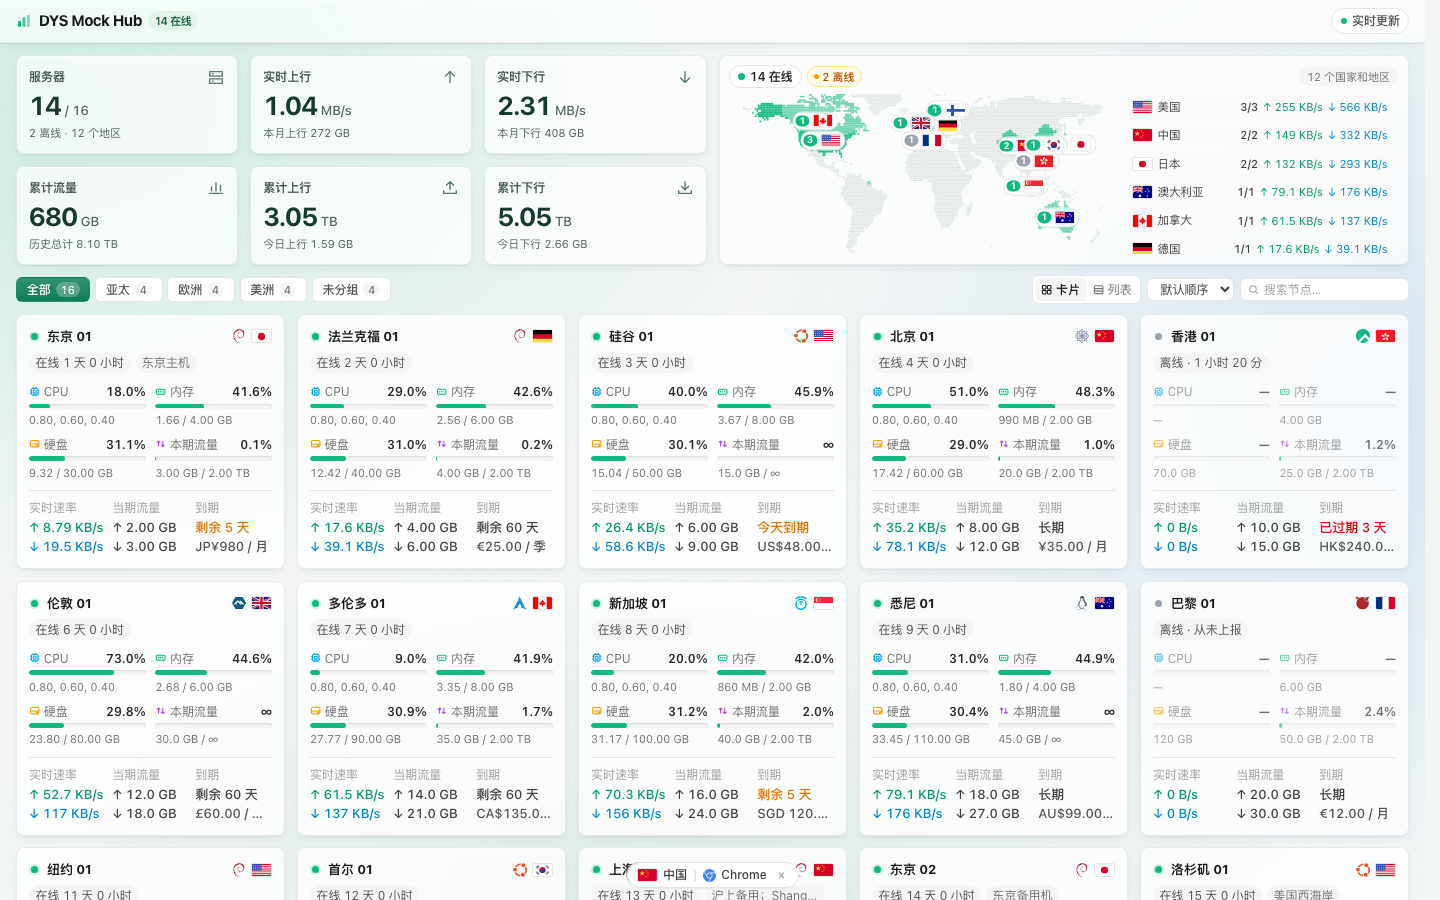 DYS Mock Hub 14 在线
实时更新
服务器
14 / 16
2 离线 · 12 个地区
实时上行
1.04 MB/s
本月上行 272 GB
实时下行
2.31 MB/s
本月下行 408 GB
累计流量
680 GB
历史总计 8.10 TB
累计上行
3.05 TB
今日上行 1.59 GB
累计下行
5.05 TB
今日下行 2.66 GB
14 在线 2 离线
12 个国家和地区
1
3
1
1
1
2
1
1
1
1
美国 3/3 ↑ 255 KB/s ↓ 566 KB/s
中国 2/2 ↑ 149 KB/s ↓ 332 KB/s
日本 2/2 ↑ 132 KB/s ↓ 293 KB/s
澳大利亚 1/1 ↑ 79.1 KB/s ↓ 176 KB/s
加拿大 1/1 ↑ 61.5 KB/s ↓ 137 KB/s
德国 1/1 ↑ 17.6 KB/s ↓ 39.1 KB/s
全部 16 亚太 4 欧洲 4 美洲 4 未分组 4
卡片 列表 默认顺序 搜索节点...
东京 01
在线 1 天 0 小时 东京主机
CPU 18.0% 内存 41.6%
0.80, 0.60, 0.40 1.66 / 4.00 GB
硬盘 31.1% 本期流量 0.1%
9.32 / 30.00 GB 3.00 GB / 2.00 TB
实时速率 当期流量 到期
↑ 8.79 KB/s ↑ 2.00 GB 剩余 5 天
↓ 19.5 KB/s ↓ 3.00 GB JP¥980 / 月
法兰克福 01
在线 2 天 0 小时
CPU 29.0% 内存 42.6%
0.80, 0.60, 0.40 2.56 / 6.00 GB
硬盘 31.0% 本期流量 0.2%
12.42 / 40.00 GB 4.00 GB / 2.00 TB
实时速率 当期流量 到期
↑ 17.6 KB/s ↑ 4.00 GB 剩余 60 天
↓ 39.1 KB/s ↓ 6.00 GB €25.00 / 季
硅谷 01
在线 3 天 0 小时
CPU 40.0% 内存 45.9%
0.80, 0.60, 0.40 3.67 / 8.00 GB
硬盘 30.1% 本期流量 ∞
15.04 / 50.00 GB 15.0 GB / ∞
实时速率 当期流量 到期
↑ 26.4 KB/s ↑ 6.00 GB 今天到期
↓ 58.6 KB/s ↓ 9.00 GB US$48.00...
北京 01
在线 4 天 0 小时
CPU 51.0% 内存 48.3%
0.80, 0.60, 0.40 990 MB / 2.00 GB
硬盘 29.0% 本期流量 1.0%
17.42 / 60.00 GB 20.0 GB / 2.00 TB
实时速率 当期流量 到期
↑ 35.2 KB/s ↑ 8.00 GB 长期
↓ 78.1 KB/s ↓ 12.0 GB ¥35.00 / 月
香港 01
离线 · 1 小时 20 分
CPU — 内存 —
— 4.00 GB
硬盘 — 本期流量 1.2%
70.0 GB 25.0 GB / 2.00 TB
实时速率 当期流量 到期
↑ 0 B/s ↑ 10.0 GB 已过期 3 天
↓ 0 B/s ↓ 15.0 GB HK$240.0...
伦敦 01
在线 6 天 0 小时
CPU 73.0% 内存 44.6%
0.80, 0.60, 0.40 2.68 / 6.00 GB
硬盘 29.8% 本期流量 ∞
23.80 / 80.00 GB 30.0 GB / ∞
实时速率 当期流量 到期
↑ 52.7 KB/s ↑ 12.0 GB 剩余 60 天
↓ 117 KB/s ↓ 18.0 GB £60.00 / ...
多伦多 01
在线 7 天 0 小时
CPU 9.0% 内存 41.9%
0.80, 0.60, 0.40 3.35 / 8.00 GB
硬盘 30.9% 本期流量 1.7%
27.77 / 90.00 GB 35.0 GB / 2.00 TB
实时速率 当期流量 到期
↑ 61.5 KB/s ↑ 14.0 GB 剩余 60 天
↓ 137 KB/s ↓ 21.0 GB CA$135.0...
新加坡 01
在线 8 天 0 小时
CPU 20.0% 内存 42.0%
0.80, 0.60, 0.40 860 MB / 2.00 GB
硬盘 31.2% 本期流量 2.0%
31.17 / 100.00 GB 40.0 GB / 2.00 TB
实时速率 当期流量 到期
↑ 70.3 KB/s ↑ 16.0 GB 剩余 5 天
↓ 156 KB/s ↓ 24.0 GB SGD 120....
悉尼 01
在线 9 天 0 小时
CPU 31.0% 内存 44.9%
0.80, 0.60, 0.40 1.80 / 4.00 GB
硬盘 30.4% 本期流量 ∞
33.45 / 110.00 GB 45.0 GB / ∞
实时速率 当期流量 到期
↑ 79.1 KB/s ↑ 18.0 GB 长期
↓ 176 KB/s ↓ 27.0 GB AU$99.00...
巴黎 01
离线 · 从未上报
CPU — 内存 —
— 6.00 GB
硬盘 — 本期流量 2.4%
120 GB 50.0 GB / 2.00 TB
实时速率 当期流量 到期
↑ 0 B/s ↑ 20.0 GB 长期
↓ 0 B/s ↓ 30.0 GB €12.00 / 月
纽约 01
在线 11 天 0 小时
首尔 01
在线 12 天 0 小时
上海
在线 13 天 0 小时 沪上备用; Shang...
中国 | Chrome ×
东京 02
在线 14 天 0 小时 东京备用机
洛杉矶 01
在线 15 天 0 小时 美国西海岸